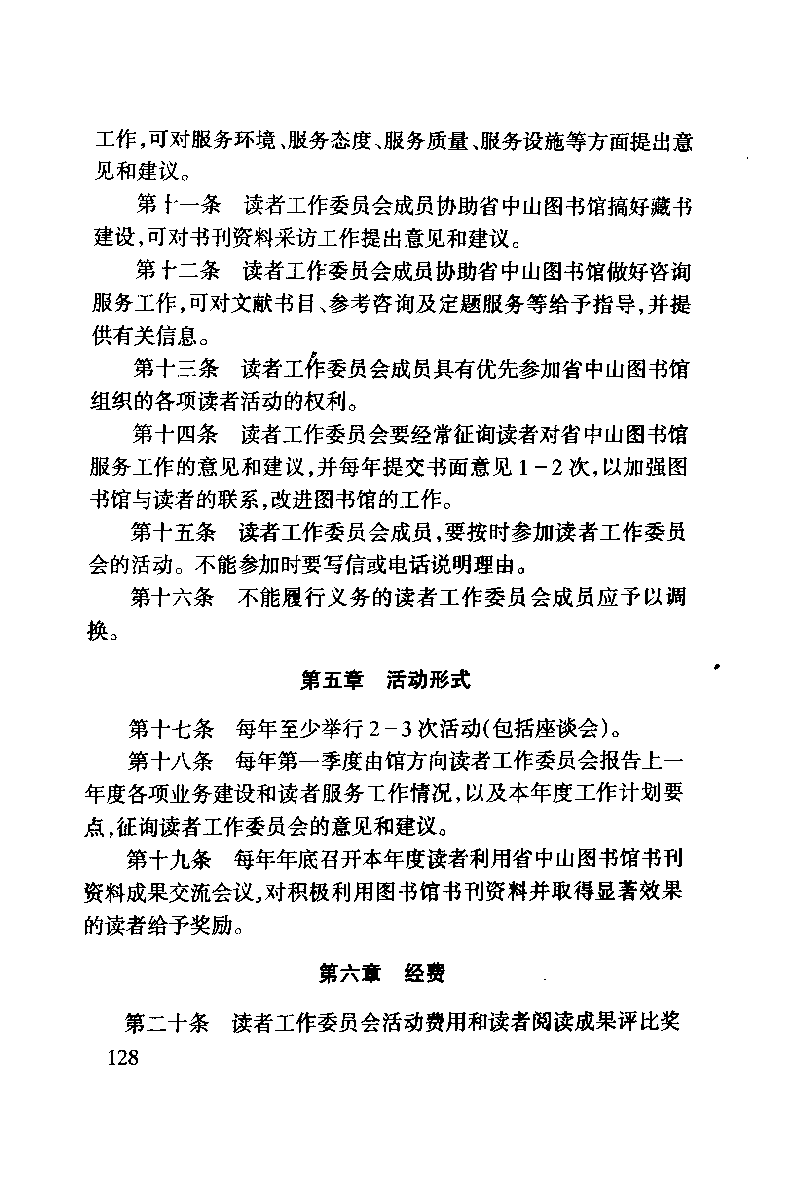 工作,可对服务环境、服务态度、服务质量、服务设施等方面提出意
见和建议。
第十一条 读者工作委员会成员协助省中山图书馆搞好藏书
建设,可对书刊资料采访工作提出意见和建议。
第十二条 读者工作委员会成员协助省中山图书馆做好咨询
服务工作,可对文献书目、参考咨询及定题服务等给予指导,并提
供有关信息。
第十三条 读者工作委员会成员具有优先参加省中山图书馆
组织的各项读者活动的权利。
第十四条 读者工作委员会要经常征询读者对省中山图书馆
服务工作的意见和建议,并每年提交书面意见1-2次,以加强图
书馆与读者的联系,改进图书馆的工作。
第十五条 读者工作委员会成员,要按时参加读者工作委员
会的活动。不能参加时要写信或电话说明理由。
第十六条 不能履行义务的读者工作委员会成员应予以调
换。
第五章 活动形式
第十七条 每年至少举行2-3次活动(包括座谈会)。
第十八条 每年第一季度由馆方向读者工作委员会报告上一
年度各项业务建设和读者服务工作情况,以及本年度工作计划要
点,征询读者工作委员会的意见和建议。
第十九条 每年年底召开本年度读者利用省中山图书馆书刊
资料成果交流会议,对积极利用图书馆书刊资料并取得显著效果
的读者给予奖励。
第六章 经费
第二十条 读者工作委员会活动费用和读者阅读成果评比奖
128